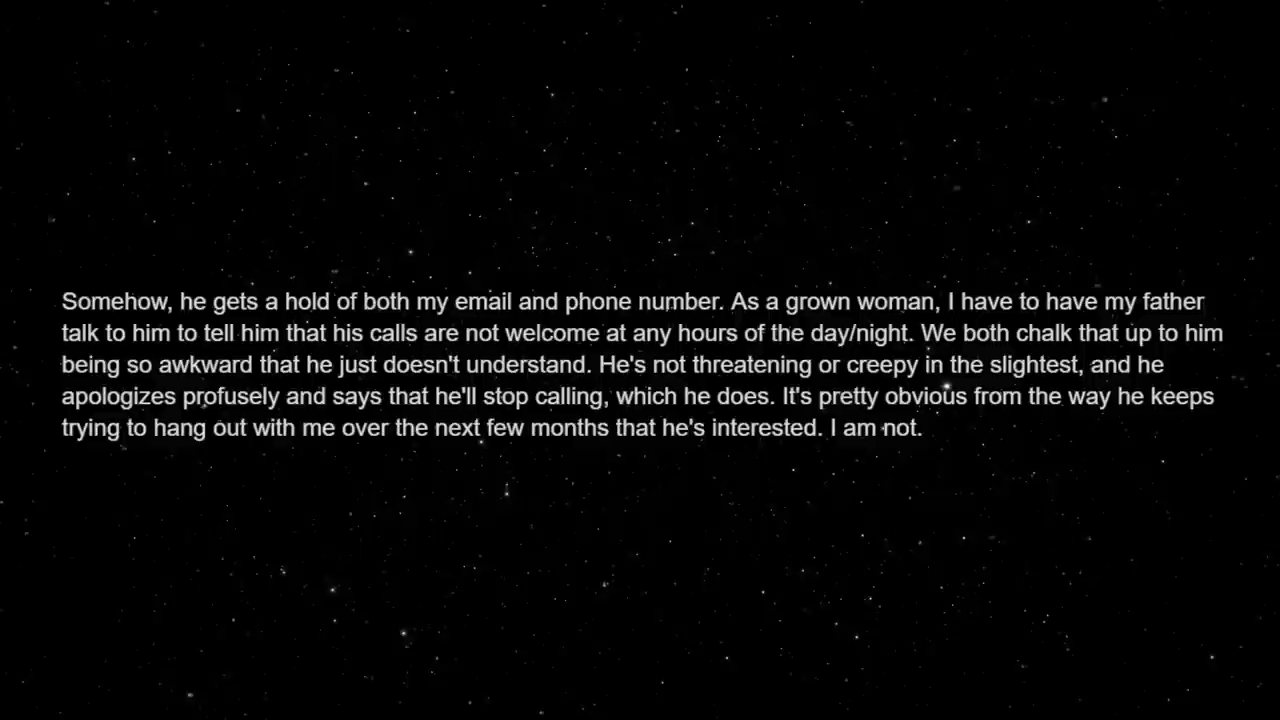 Somehow, he gets a hold of both my email and phone number. As a grown woman, I have to have my father
talk to him to tell him that his calls are not welcome at any hours of the day/night. We both chalk that up to him
being so awkward that he just doesn't understand. He's not threatening or creepy in the slightest, and he
apologizes profusely and says that he'll stop calling, which he does. It's pretty obvious from the way he keeps
trying to hang out with me over the next few months that he's interested. I am not.